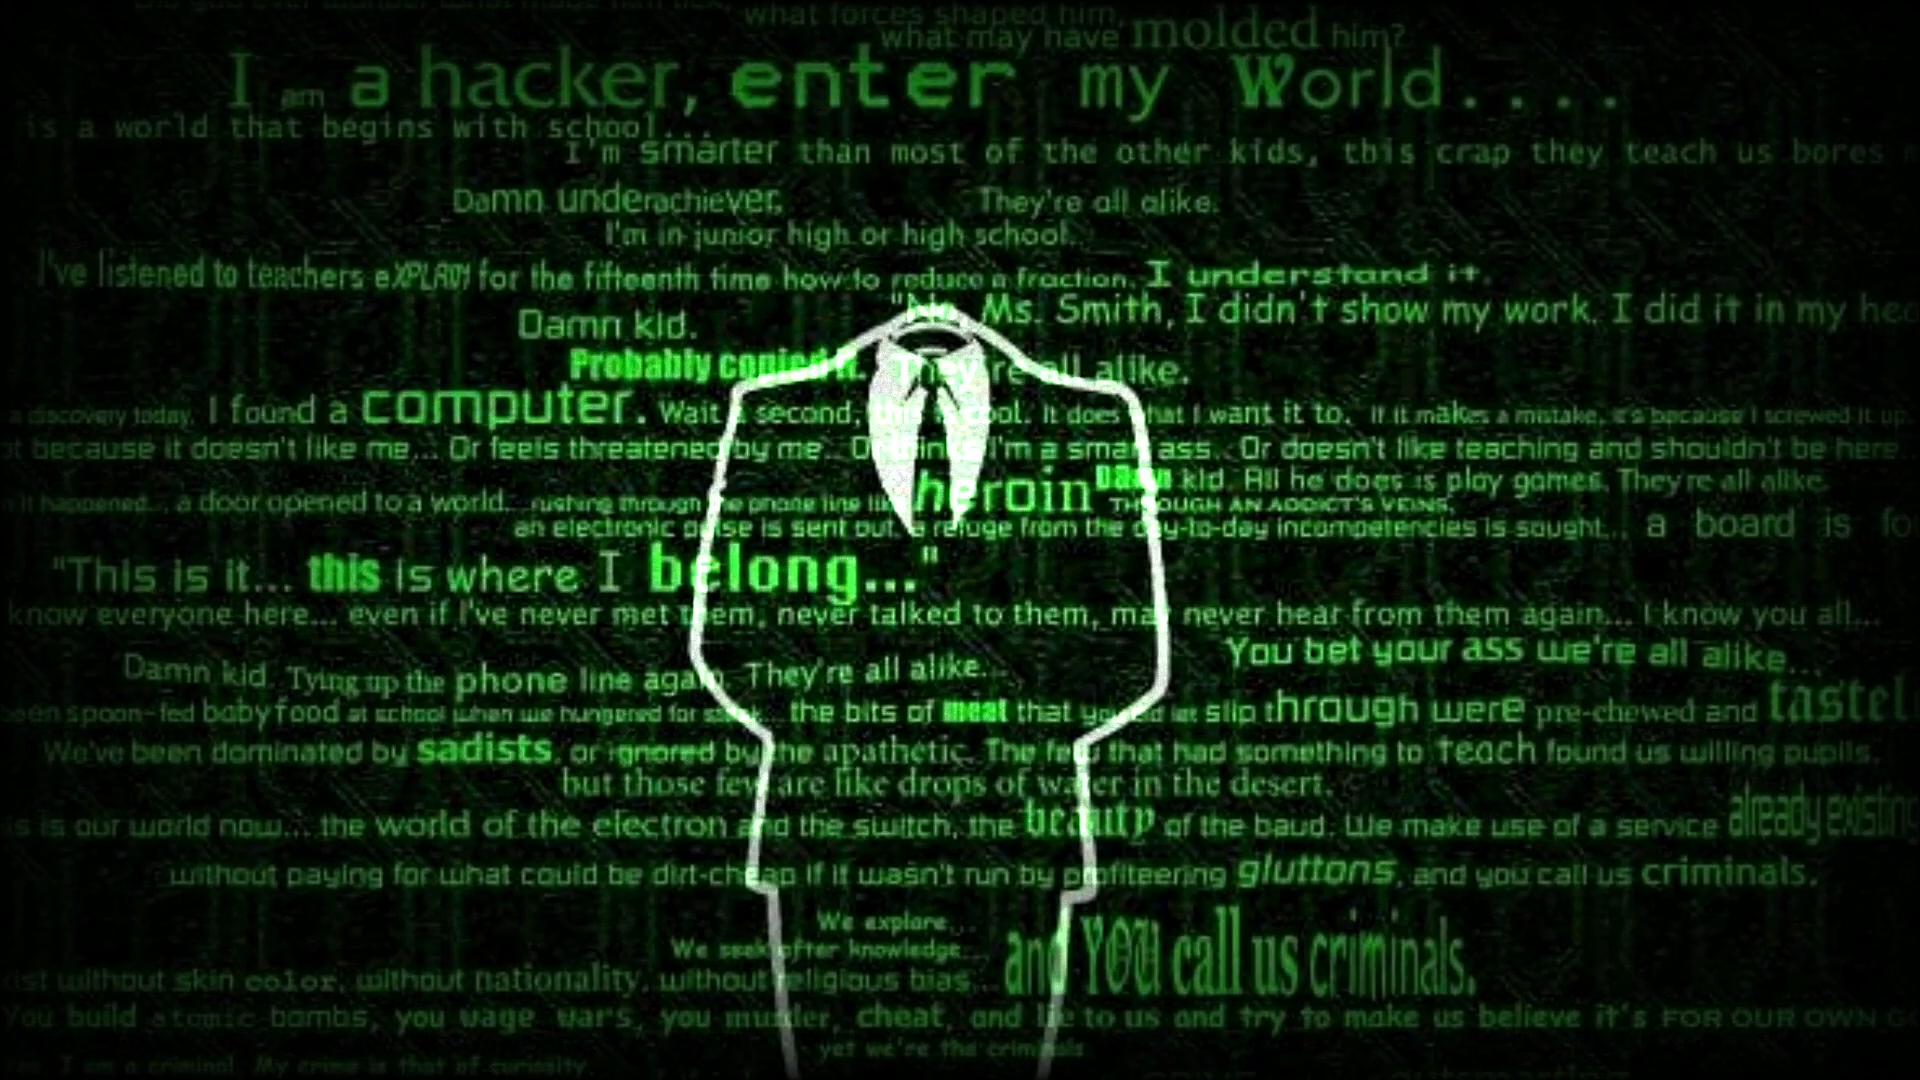 what forces shaped him,
what may have molded him?
I am a hacker, enter my World....
is a world that begins with school...
I'm smarter than most of the other kids, this crap they teach us bores
Damn underachiever, They're all alike.
I'm in junior high or high school..
I've listened to teachers eXPLAIN for the fifteenth time how to reduce a fraction. I understand it.
"No, Ms. Smith, I didn't show my work. I did it in my
Damn kid.
Probably copied it. They're all alike.
a discovery today. I found a computer. Wait a second, this is cool. It does what I want it to. If it makes a mistake, it's because I screwed it up.
because it doesn't like me... Or feels threatened by me.. Or thinks I'm a smart ass.. Or doesn't like teaching and shouldn't be here...
Damn kid. All he does is play games. They're all alike.
it happened... a door opened to a world... rushing through the phone line like heroin THROUGH AN ADDICT'S VEINS,
an electronic pulse is sent out, a refuge from the day-to-day incompetencies is sought... a board is
"This is it... this is where I belong..."
know everyone here... even if I've never met them, never talked to them, may never hear from them again... I know you all...
Damn kid. Tying up the phone line again. They're all alike...
You bet your ass we're all alike...
spoon-fed baby food at school when we hungered for the bits of meat that you did let slip through were pre-chewed and
We've been dominated by sadists, or ignored by the apathetic. The few that had something to teach found us willing pupils,
but those few are like drops of water in the desert.
is our world now... the world of the electron and the switch, the beauty of the baud. We make use of a service already existing
without paying for what could be dirt-cheap if it wasn't run by profiteering gluttons, and you call us criminals.
We explore...
We seek after knowledge... and YOU call us criminals.
without skin color, without nationality, without religious bias...
You build atomic bombs, you wage wars, you murder, cheat, and lie to us and try to make us believe it's FOR OUR OWN
yet we're the criminals
I am a criminal. My crime is that of curiosity.